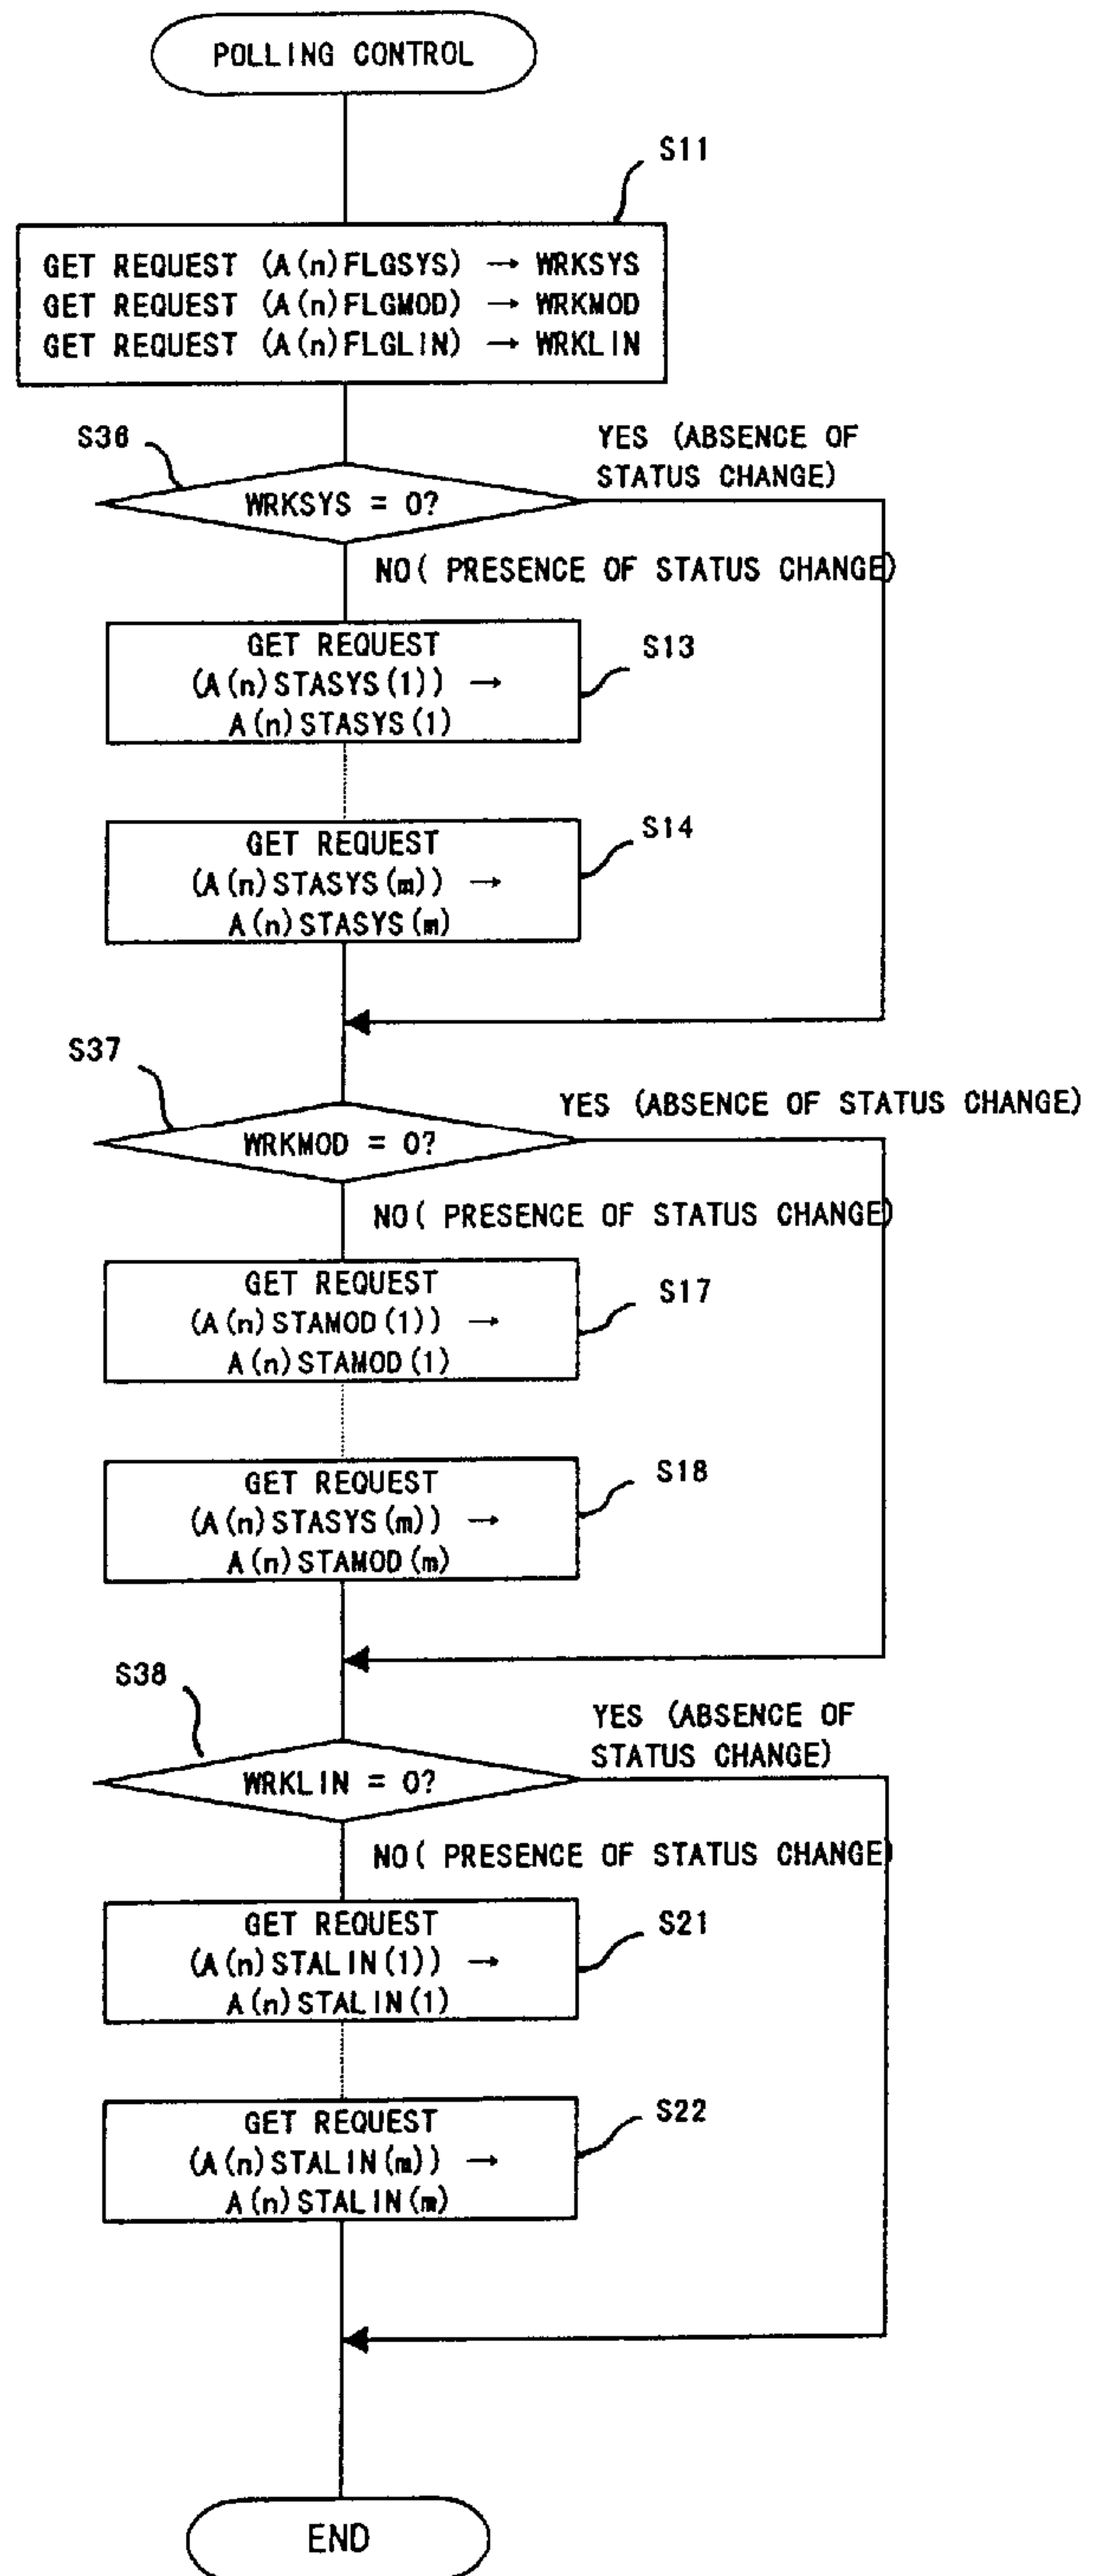 POLLING CONTROL
S11
GET REQUEST (A(n)FLGSYS) → WRKSYS
GET REQUEST (A(n)FLGMOD) → WRKMOD
GET REQUEST (A(n)FLGLIN) → WRKLIN
S36
YES (ABSENCE OF
STATUS CHANGE)
WRKSYS = 0?
NO( PRESENCE OF STATUS CHANGE)
GET REQUEST
(A(n)STASYS(1)) →
A(n)STASYS(1)
S13
GET REQUEST
(A(n)STASYS(m)) →
A(n)STASYS(m)
S14
S37
YES (ABSENCE OF STATUS CHANGE)
WRKMOD = 0?
NO( PRESENCE OF STATUS CHANGE)
GET REQUEST
(A(n)STAMOD(1)) →
A(n)STAMOD(1)
S17
GET REQUEST
(A(n)STASYS(m)) →
A(n)STAMOD(m)
S18
S38
YES (ABSENCE OF
STATUS CHANGE)
WRKLIN = 0?
NO( PRESENCE OF STATUS CHANGE)
GET REQUEST
(A(n)STALIN(1)) →
A(n)STALIN(1)
S21
GET REQUEST
(A(n)STALIN(m)) →
A(n)STALIN(m)
S22
END